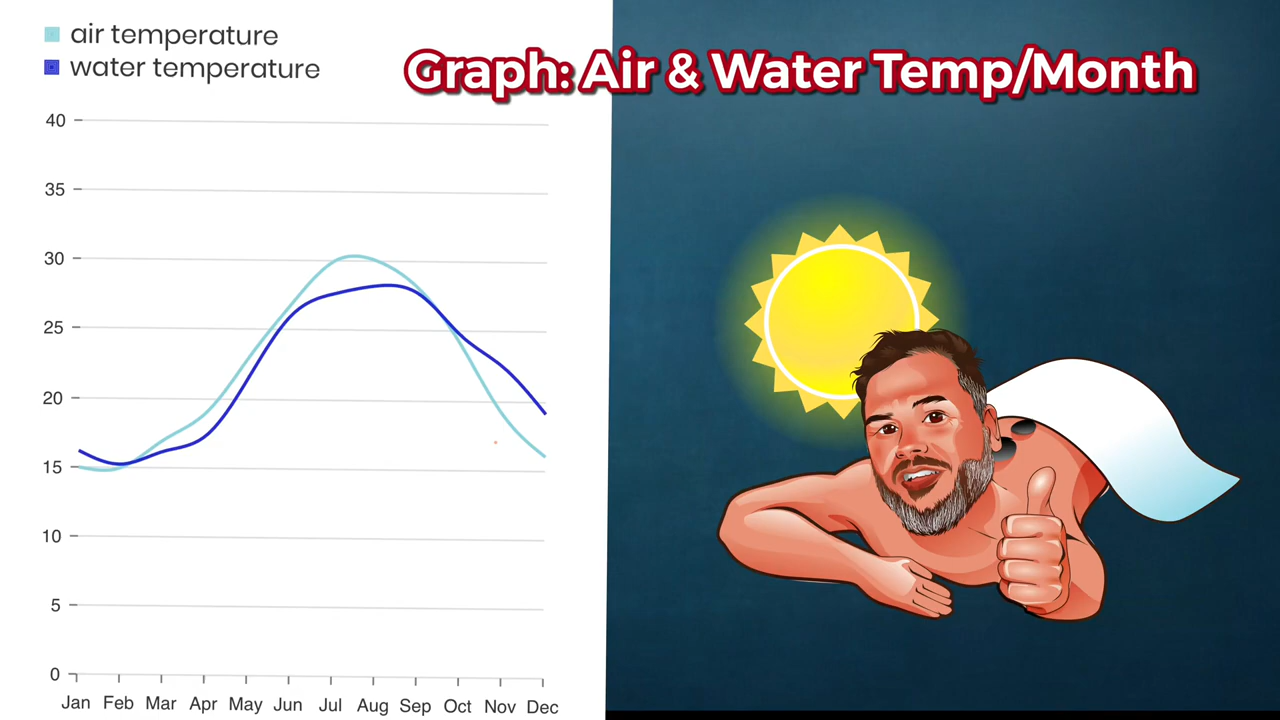 air temperature
water temperature
Graph: Air & Water Temp/Month
40
35
30
25
20
15
10
5
0
Jan Feb Mar Apr May Jun Jul Aug Sep Oct Nov Dec